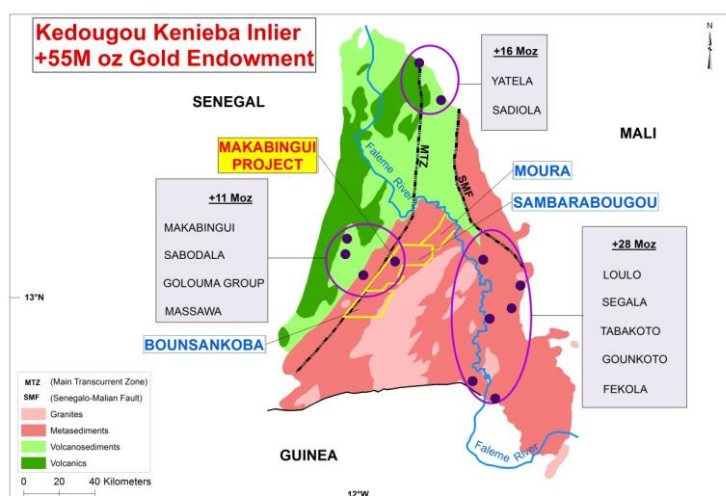 Kedougou Kenieba Inlier
+55M oz Gold Endowment
N
+16 Moz
YATELA
SADIOLA
SENEGAL
MALI
MAKABINGUI
PROJECT
MTZ
Faleme River
SMF
MOURA
SAMBARABOUGOU
+11 Moz
MAKABINGUI
SABODALA
GOLOUMA GROUP
MASSAWA
+28 Moz
LOULO
SEGALA
TABAKOTO
GOUNKOTO
FEKOLA
13°N
BOUNSANKOBA
MTZ (Main Transcurrent Zone)
SMF (Senegalo-Malian Fault)
Granites
Metasediments
Volcanosediments
Volcanics
0 20 40 Kilometers
GUINEA
Faleme River
12°W